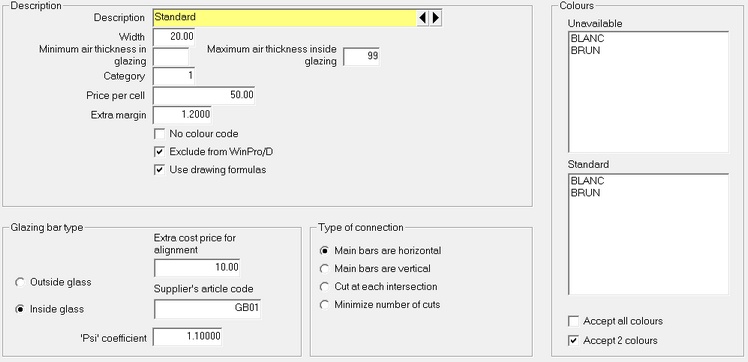 Description
Description Standard
Width 20.00
Minimum air thickness in glazing
Maximum air thickness inside glazing 99
Category 1
Price per cell 50.00
Extra margin 1.2000
No colour code
Exclude from WinPro/D
Use drawing formulas
Glazing bar type
Extra cost price for
alignment
10.00
Outside glass
Supplier's article code
Inside glass
GB01
'Psi' coefficient 1.10000
Type of connection
Main bars are horizontal
Main bars are vertical
Cut at each intersection
Minimize number of cuts
Colours
Unavailable
BLANC
BRUN
Standard
BLANC
BRUN
Accept all colours
Accept 2 colours